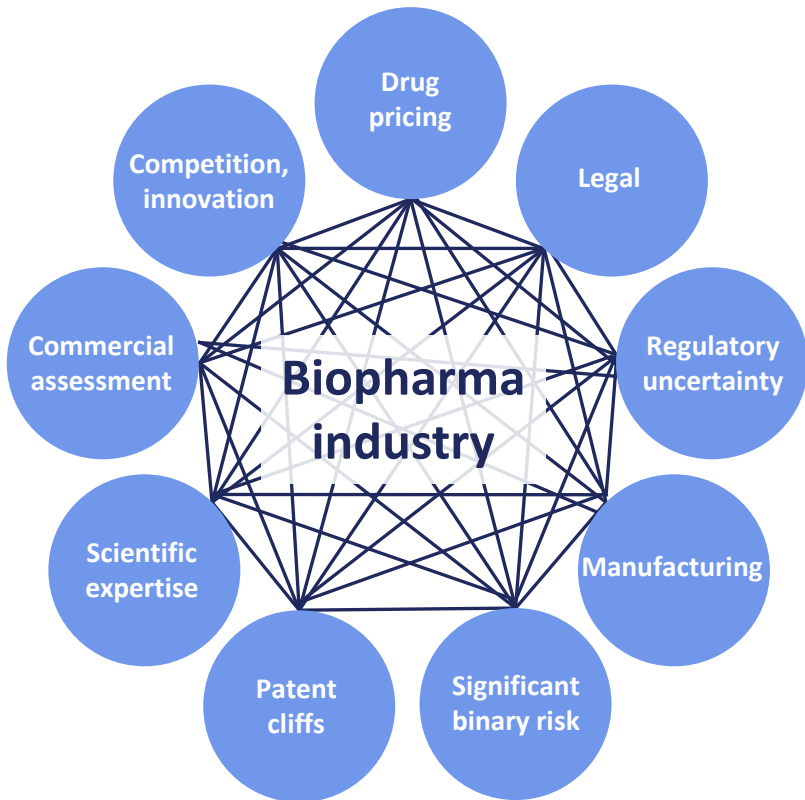 Drug
pricing
Legal
Regulatory
uncertainty
Manufacturing
Significant
binary risk
Patent
cliffs
Scientific
expertise
Commercial
assessment
Competition,
innovation
Biopharma
industry